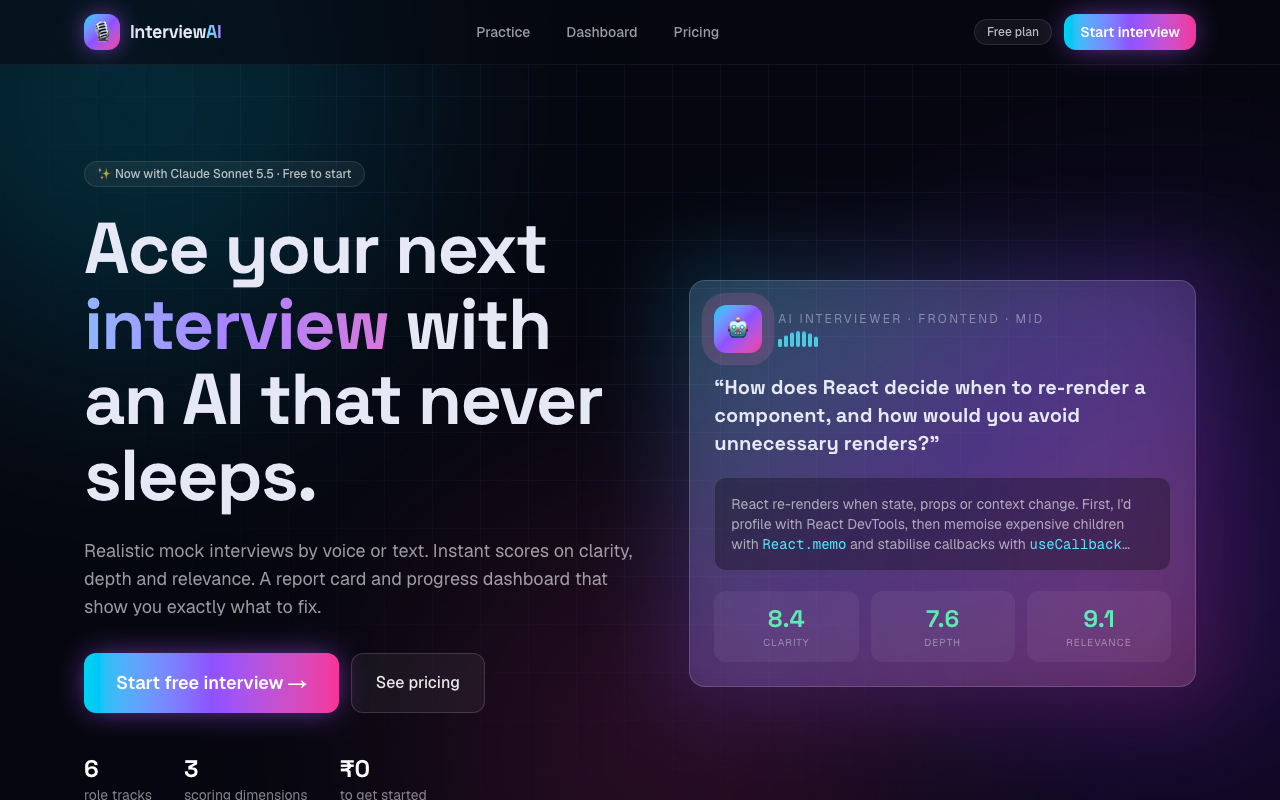 InterviewAI
Practice
Dashboard
Pricing
Free plan
Start interview
✨ Now with Claude Sonnet 5.5 · Free to start
Ace your next
interview with
an AI that never
sleeps.
Realistic mock interviews by voice or text. Instant scores on clarity,
depth and relevance. A report card and progress dashboard that
show you exactly what to fix.
Start free interview →
See pricing
6
role tracks
3
scoring dimensions
₹0
to get started
AI INTERVIEWER · FRONTEND · MID
“How does React decide when to re-render a
component, and how would you avoid
unnecessary renders?”
React re-renders when state, props or context change. First, I'd
profile with React DevTools, then memoise expensive children
with React.memo and stabilise callbacks with useCallback…
8.4
CLARITY
7.6
DEPTH
9.1
RELEVANCE